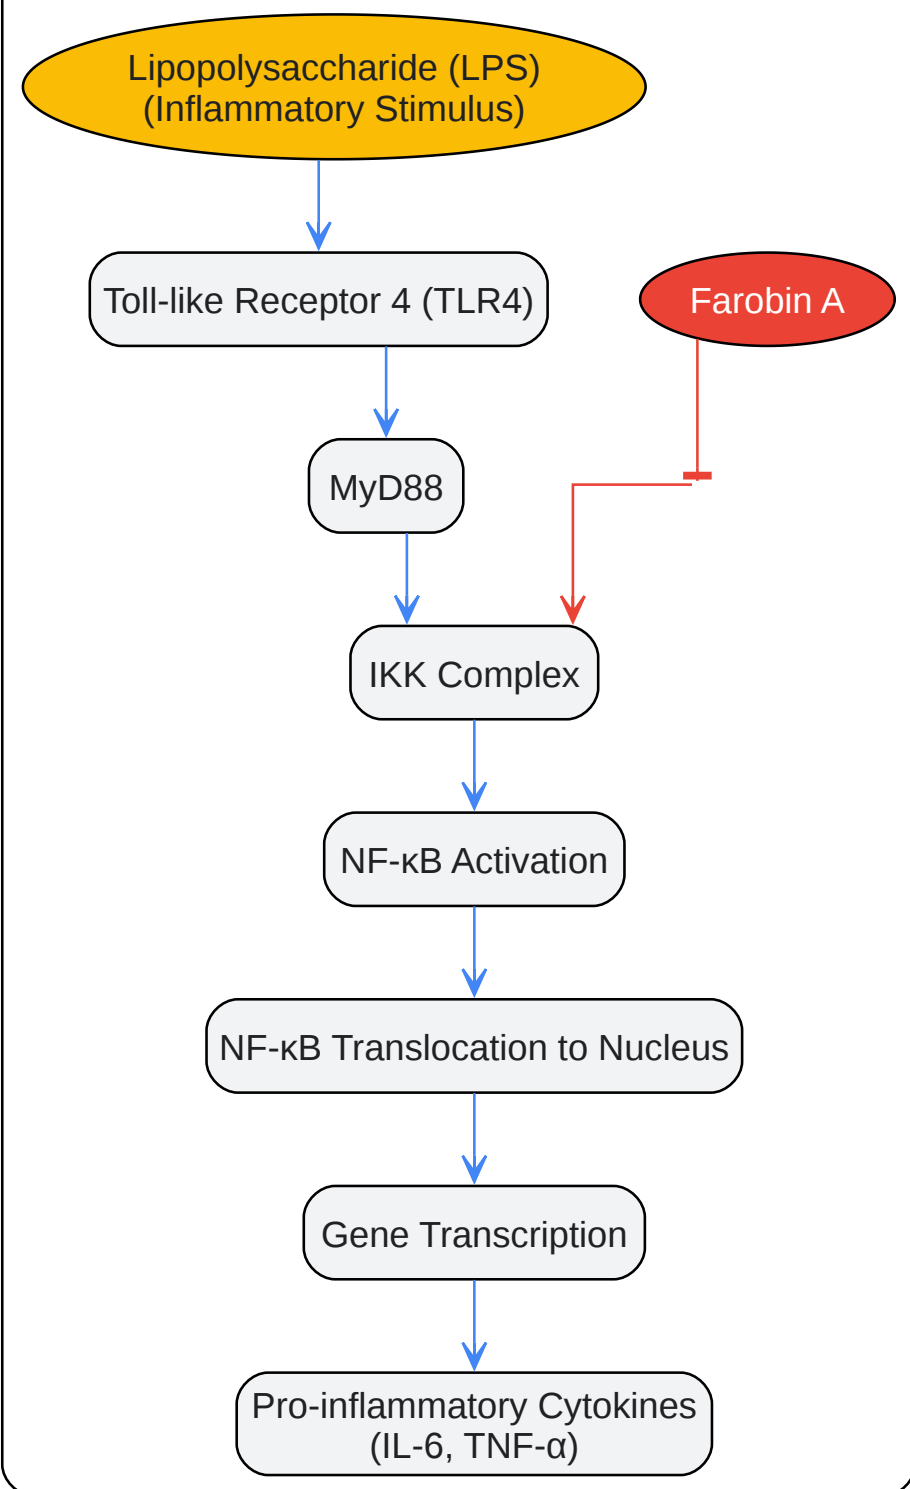 Lipopolysaccharide (LPS)
(Inflammatory Stimulus)
Toll-like Receptor 4 (TLR4)
Farobin A
MyD88
IKK Complex
NF-κB Activation
NF-κB Translocation to Nucleus
Gene Transcription
Pro-inflammatory Cytokines
(IL-6, TNF-α)